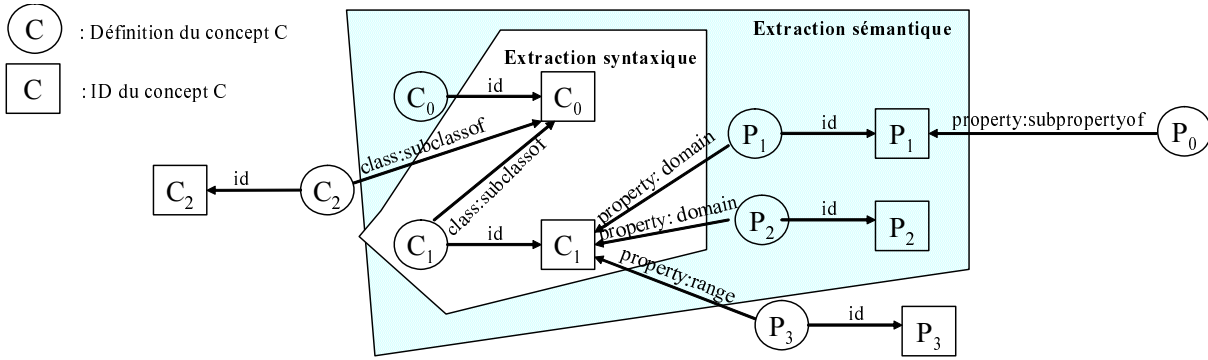 C : Définition du concept C
C : ID du concept C
Extraction sémantique
Extraction syntaxique
C0 id C0
P1 id P1 property:subpropertyof P0
class:subclassof
class:subclassof
property: domain
C2 id C2
property: domain
P2 id P2
C1 id C1
property:range
P3 id P3